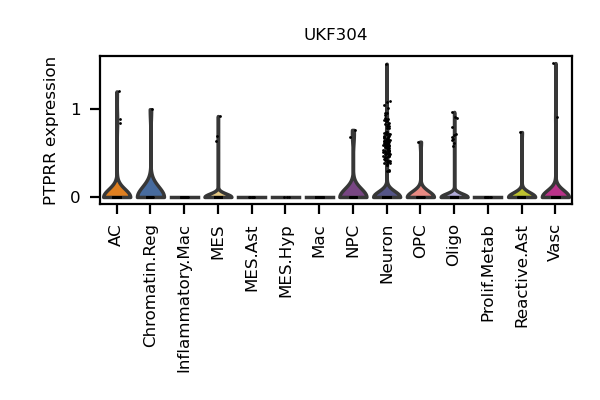 UKF304
PTPRR expression
1
0
AC
Chromatin.Reg
Inflammatory.Mac
MES
MES.Ast
MES.Hyp
Mac
NPC
Neuron
OPC
Oligo
Prolif.Metab
Reactive.Ast
Vasc